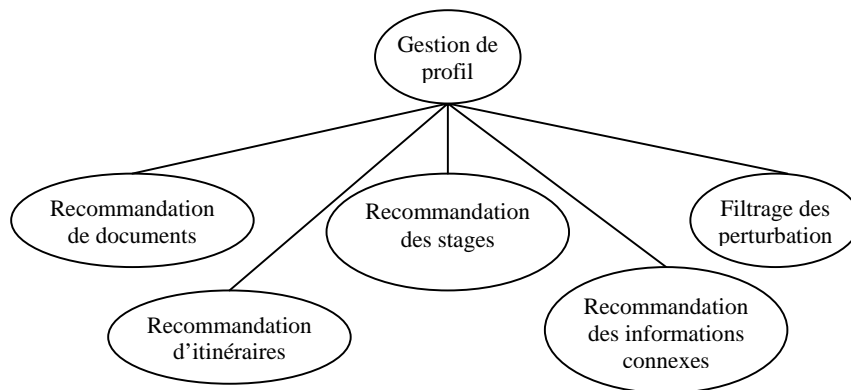 Gestion de
profil
Recommandation
de documents
Recommandation
des stages
Filtrage des
perturbation
Recommandation
d'itinéraires
Recommandation
des informations
connexes